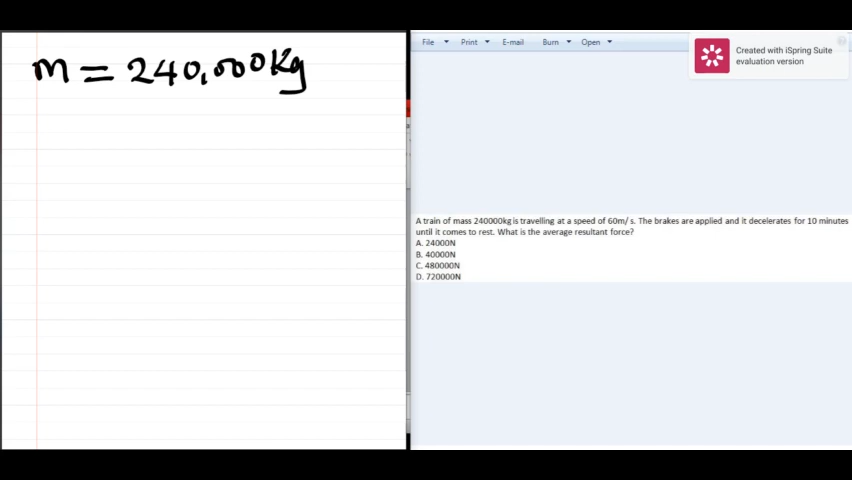 m = 240,000Kg
File Print E-mail Burn Open
Created with iSpring Suite
evaluation version
A train of mass 240000kg is travelling at a speed of 60m/s. The brakes are applied and it decelerates for 10 minutes
until it comes to rest. What is the average resultant force?
A. 24000N
B. 40000N
C. 480000N
D. 720000N